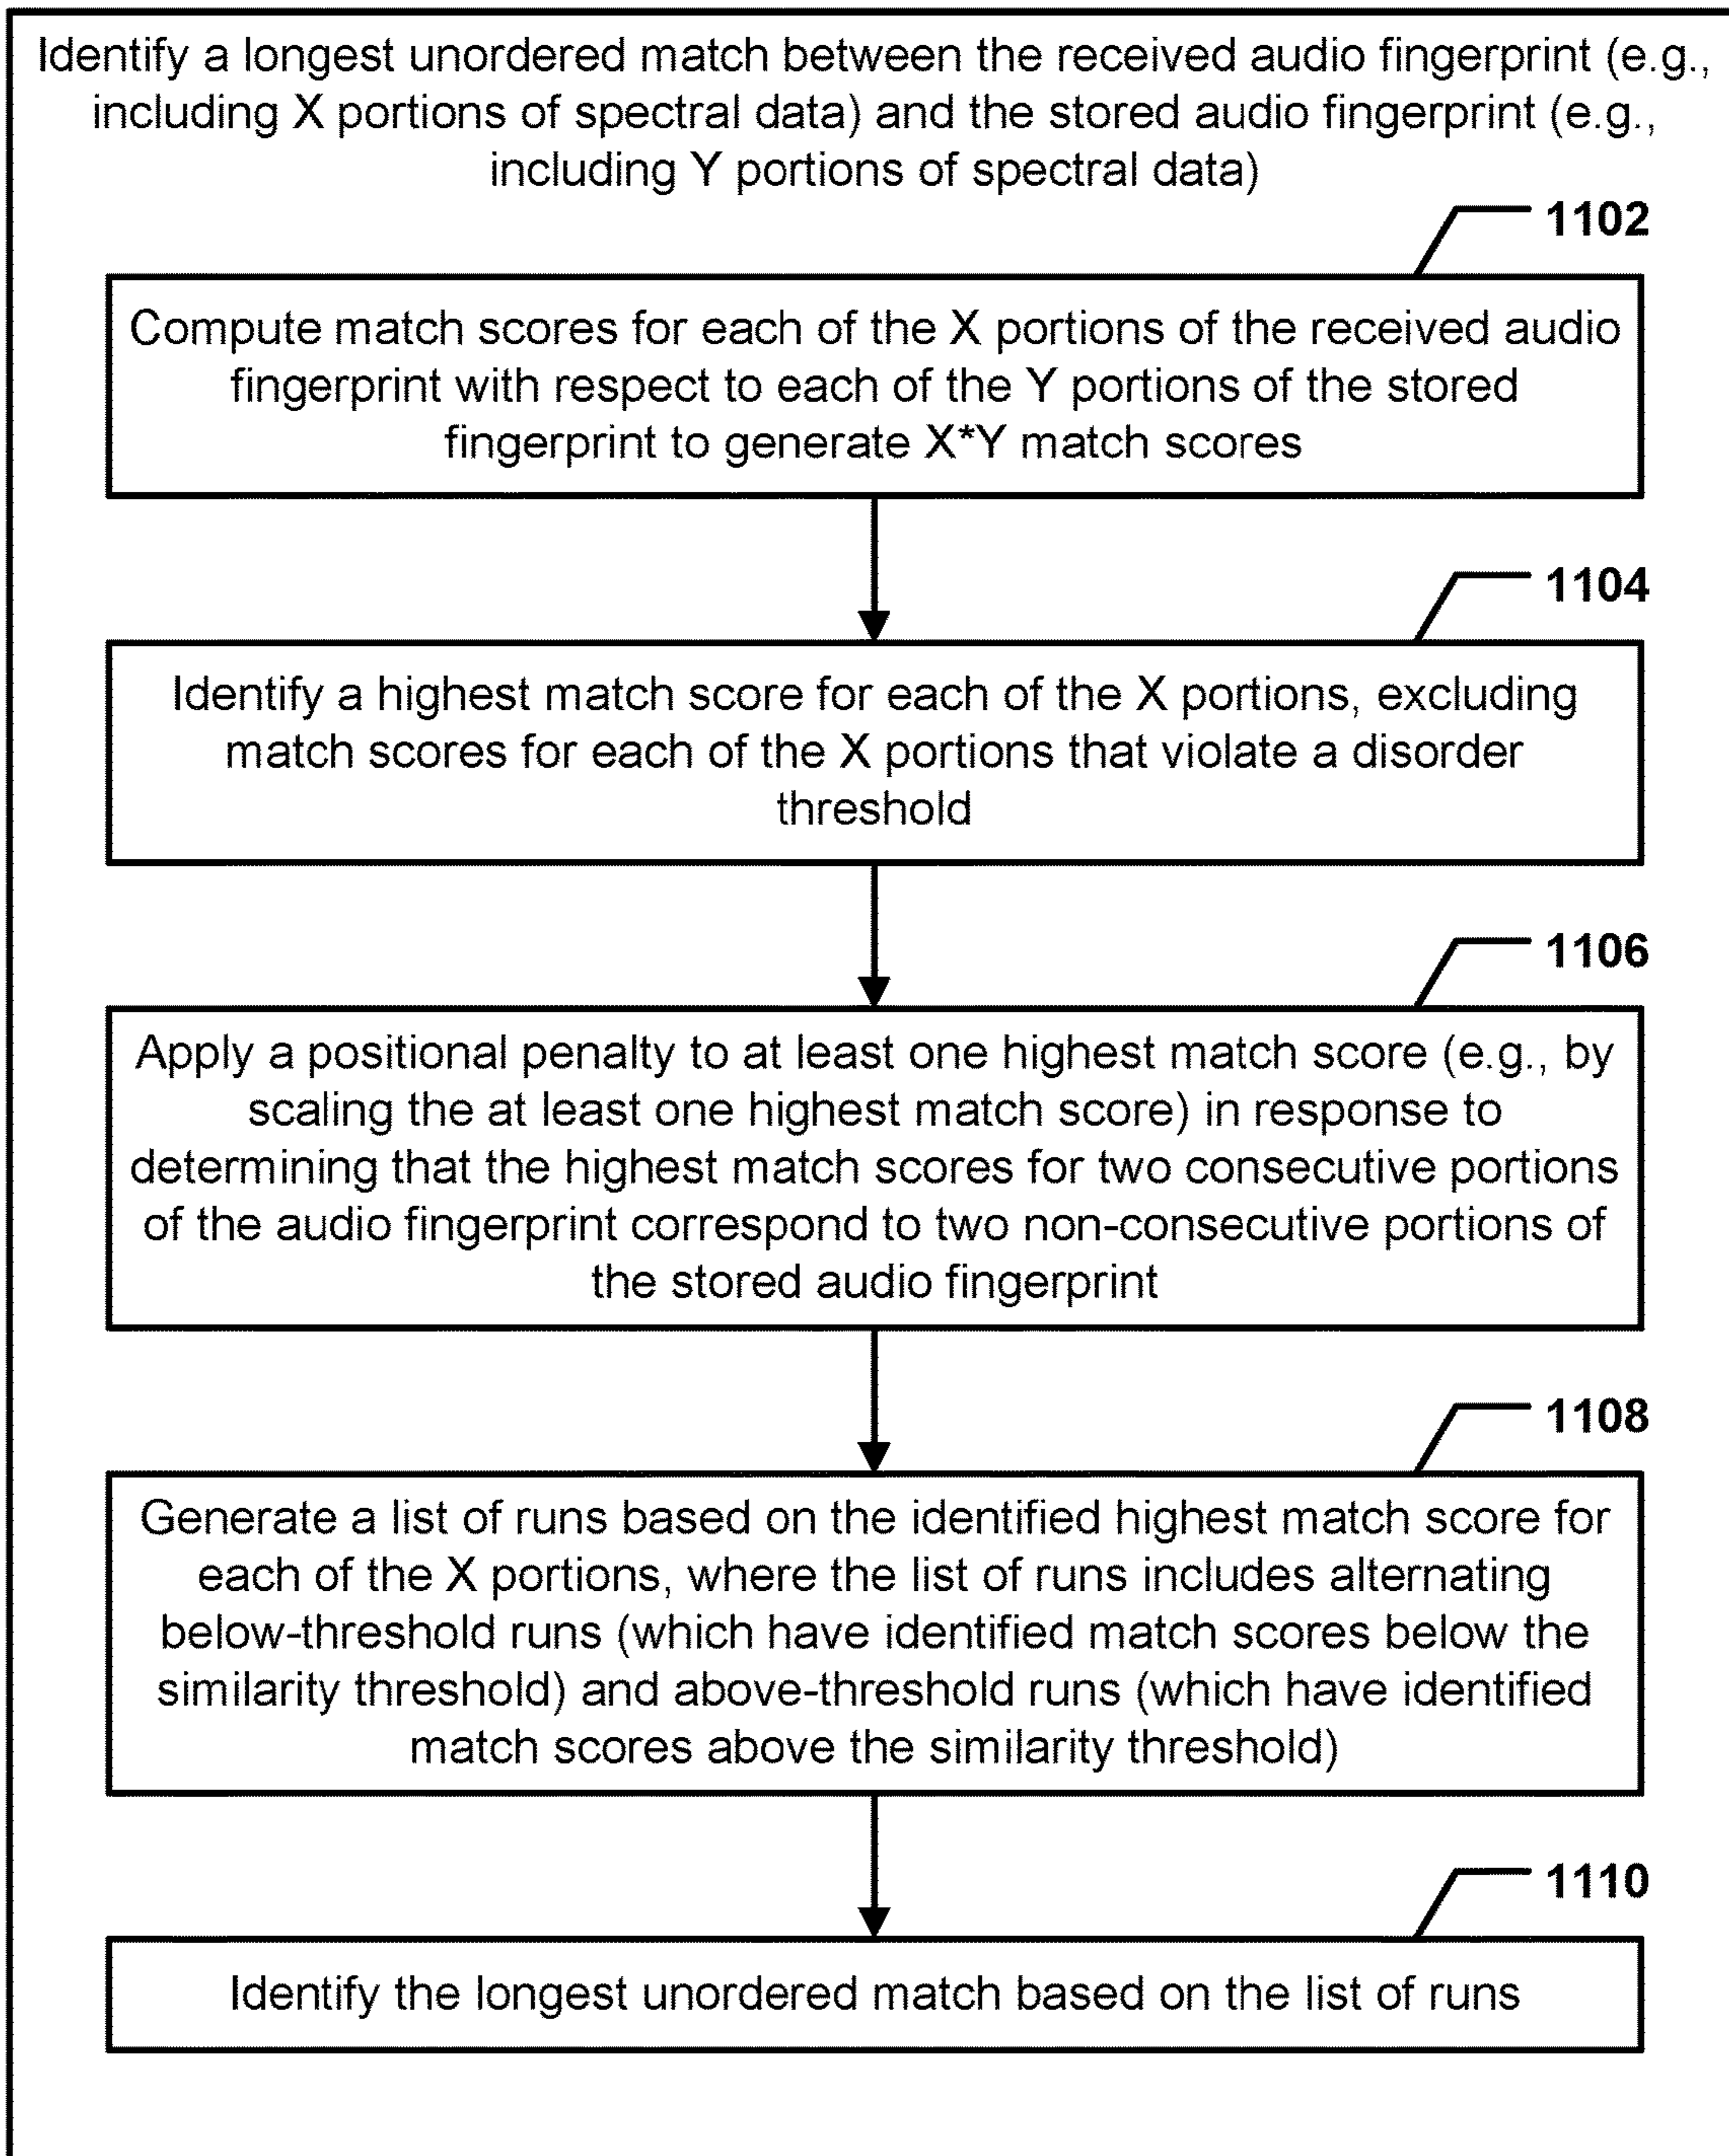 Identify a longest unordered match between the received audio fingerprint (e.g.,
including X portions of spectral data) and the stored audio fingerprint (e.g.,
including Y portions of spectral data)
1102
Compute match scores for each of the X portions of the received audio
fingerprint with respect to each of the Y portions of the stored
fingerprint to generate X*Y match scores
1104
Identify a highest match score for each of the X portions, excluding
match scores for each of the X portions that violate a disorder
threshold
1106
Apply a positional penalty to at least one highest match score (e.g., by
scaling the at least one highest match score) in response to
determining that the highest match scores for two consecutive portions
of the audio fingerprint correspond to two non-consecutive portions of
the stored audio fingerprint
1108
Generate a list of runs based on the identified highest match score for
each of the X portions, where the list of runs includes alternating
below-threshold runs (which have identified match scores below the
similarity threshold) and above-threshold runs (which have identified
match scores above the similarity threshold)
1110
Identify the longest unordered match based on the list of runs